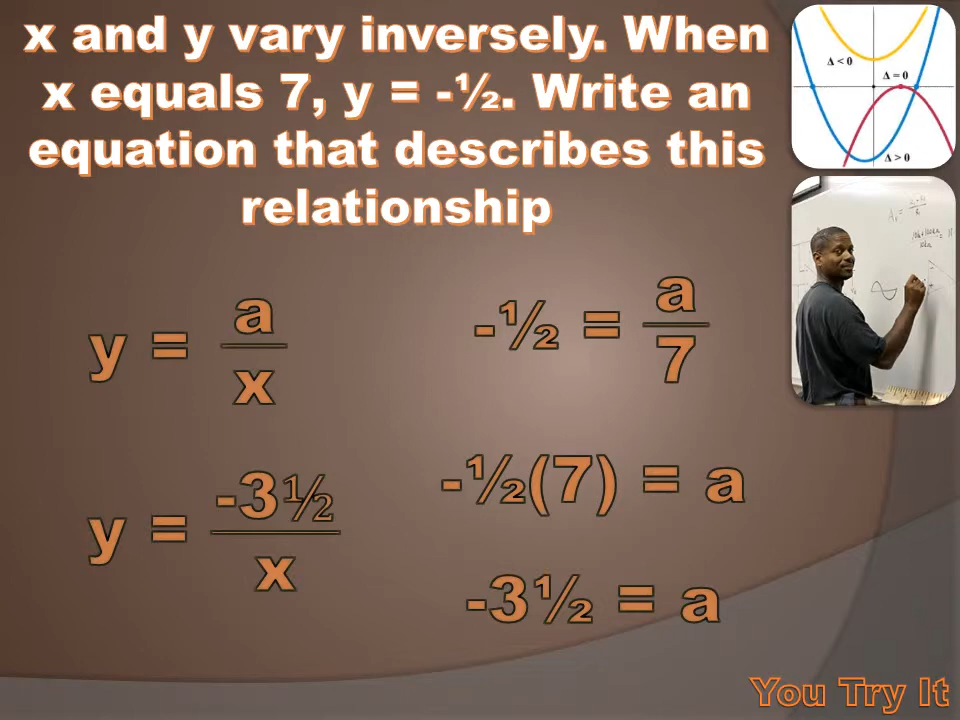 x and y vary inversely. When
x equals 7, y = -½. Write an
equation that describes this
relationship
Δ < 0
Δ = 0
Δ > 0
y = a/x
-½ = a/7
-½(7) = a
y = -3½/x
-3½ = a
You Try It